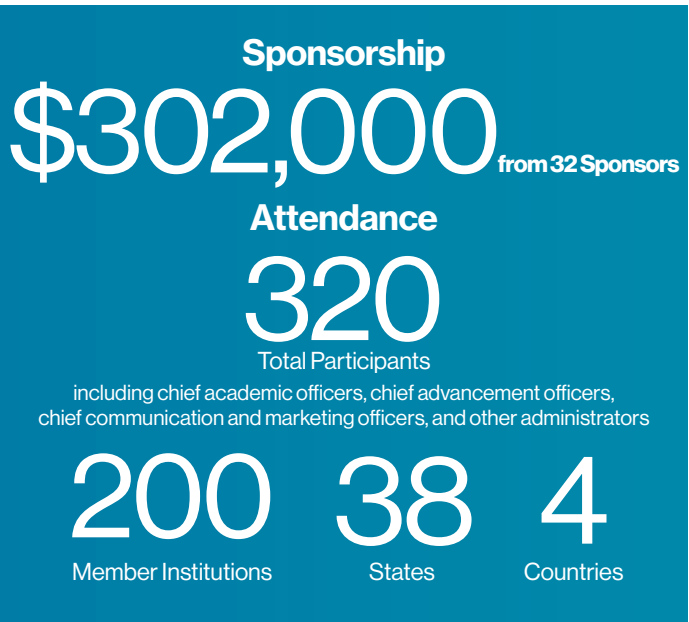 Sponsorship
$302,000 from 32 Sponsors
Attendance
320
Total Participants
including chief academic officers, chief advancement officers,
chief communication and marketing officers, and other administrators
200 38 4
Member Institutions States Countries